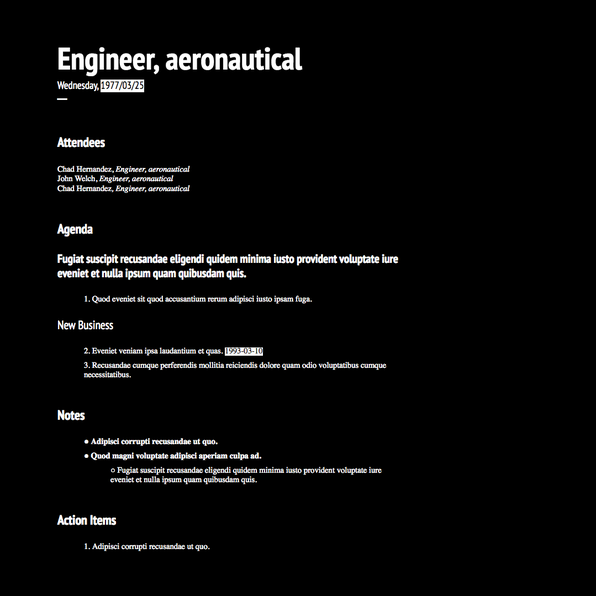 Engineer, aeronautical
Wednesday, 1977/03/25
Attendees
Chad Hernandez, Engineer, aeronautical
John Welch, Engineer, aeronautical
Chad Hernandez, Engineer, aeronautical
Agenda
Fugiat suscipit recusandae eligendi quidem minima iusto provident voluptate iure
eveniet et nulla ipsum quam quibusdam quis.
1. Quod eveniet sit quod accusantium rerum adipisci iusto ipsam fuga.
New Business
2. Eveniet veniam ipsa laudantium et quas. 1993-03-10
3. Recusandae cumque perferendis mollitia reiciendis dolore quam odio voluptatibus cumque
necessitatibus.
Notes
● Adipisci corrupti recusandae ut quo.
● Quod magni voluptate adipisci aperiam culpa ad.
○ Fugiat suscipit recusandae eligendi quidem minima iusto provident voluptate iure
eveniet et nulla ipsum quam quibusdam quis.
Action Items
1. Adipisci corrupti recusandae ut quo.